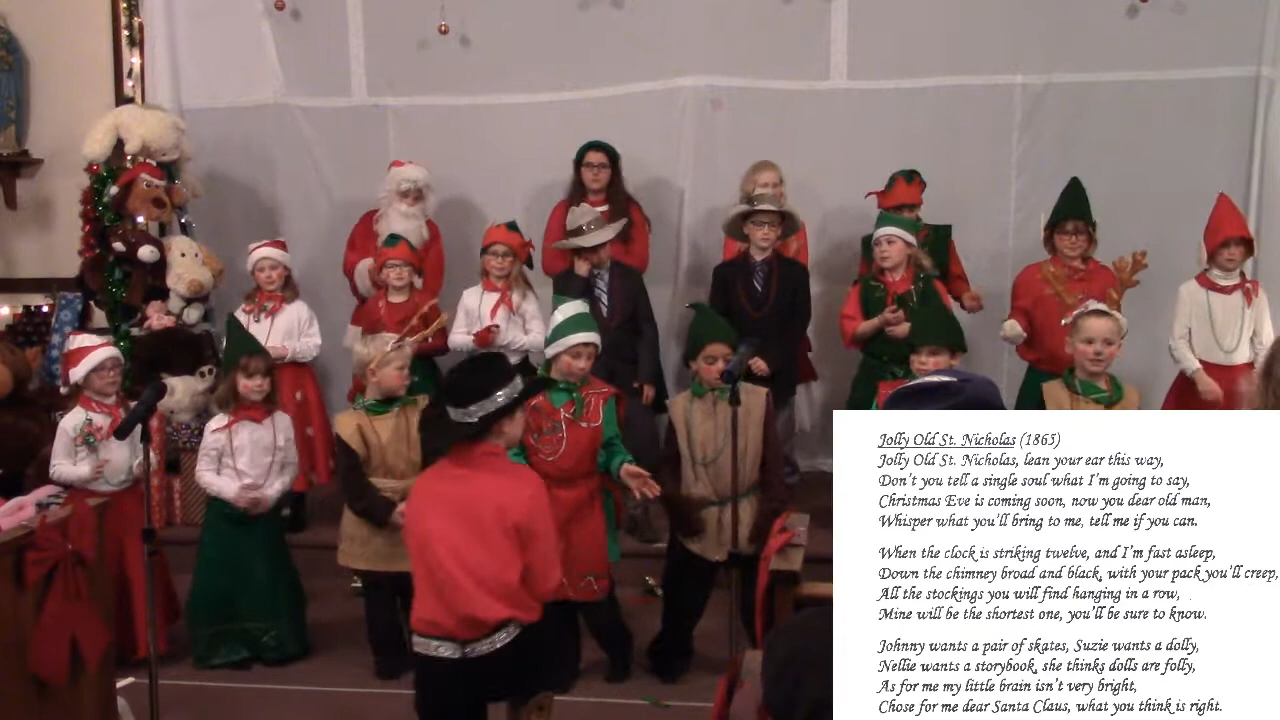 Jolly Old St. Nicholas (1865)
Jolly Old St. Nicholas, lean your ear this way,
Don't you tell a single soul what I'm going to say,
Christmas Eve is coming soon, now you dear old man,
Whisper what you'll bring to me, tell me if you can.
When the clock is striking twelve, and I'm fast asleep,
Down the chimney broad and black, with your pack you'll creep,
All the stockings you will find hanging in a row,
Mine will be the shortest one, you'll be sure to know.
Johnny wants a pair of skates, Suzie wants a dolly,
Nellie wants a storybook, she thinks dolls are folly,
As for me my little brain isn't very bright,
Chose for me dear Santa Claus, what you think is right.